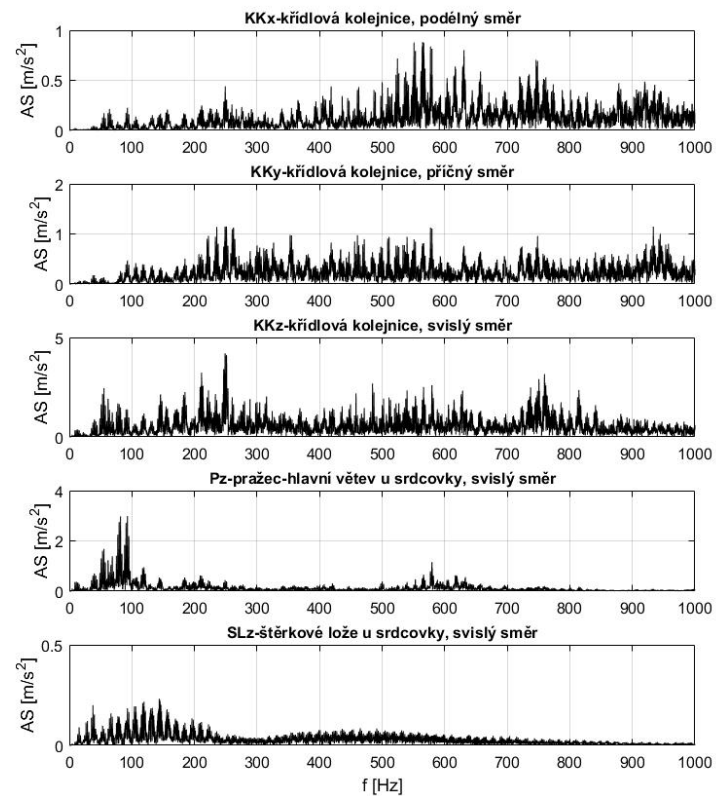 KKx-křídlová kolejnice, podélný směr
AS [m/s²]
1
0.5
0
0 100 200 300 400 500 600 700 800 900 1000
KKy-křídlová kolejnice, příčný směr
AS [m/s²]
2
1
0
0 100 200 300 400 500 600 700 800 900 1000
KKz-křídlová kolejnice, svislý směr
AS [m/s²]
5
0
0 100 200 300 400 500 600 700 800 900 1000
Pz-pražec-hlavní větev u srdcovky, svislý směr
AS [m/s²]
4
2
0
0 100 200 300 400 500 600 700 800 900 1000
SLz-štěrkové lože u srdcovky, svislý směr
AS [m/s²]
0.5
0
0 100 200 300 400 500 600 700 800 900 1000
f [Hz]